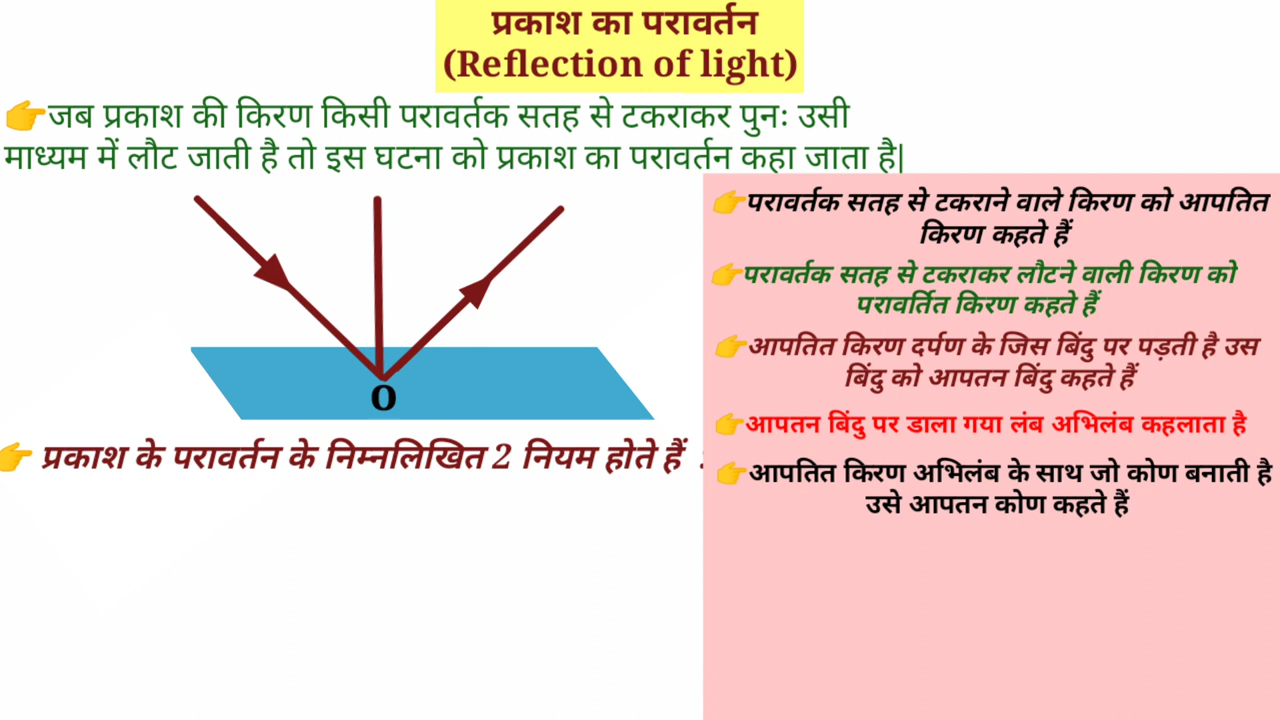 प्रकाश का परावर्तन
(Reflection of light)
👉जब प्रकाश की किरण किसी परावर्तक सतह से टकराकर पुनः उसी
माध्यम में लौट जाती है तो इस घटना को प्रकाश का परावर्तन कहा जाता है|
O
👉 प्रकाश के परावर्तन के निम्नलिखित 2 नियम होते हैं
👉परावर्तक सतह से टकराने वाले किरण को आपतित
किरण कहते हैं
👉परावर्तक सतह से टकराकर लौटने वाली किरण को
परावर्तित किरण कहते हैं
👉आपतित किरण दर्पण के जिस बिंदु पर पड़ती है उस
बिंदु को आपतन बिंदु कहते हैं
👉आपतन बिंदु पर डाला गया लंब अभिलंब कहलाता है
👉आपतित किरण अभिलंब के साथ जो कोण बनाती है
उसे आपतन कोण कहते हैं